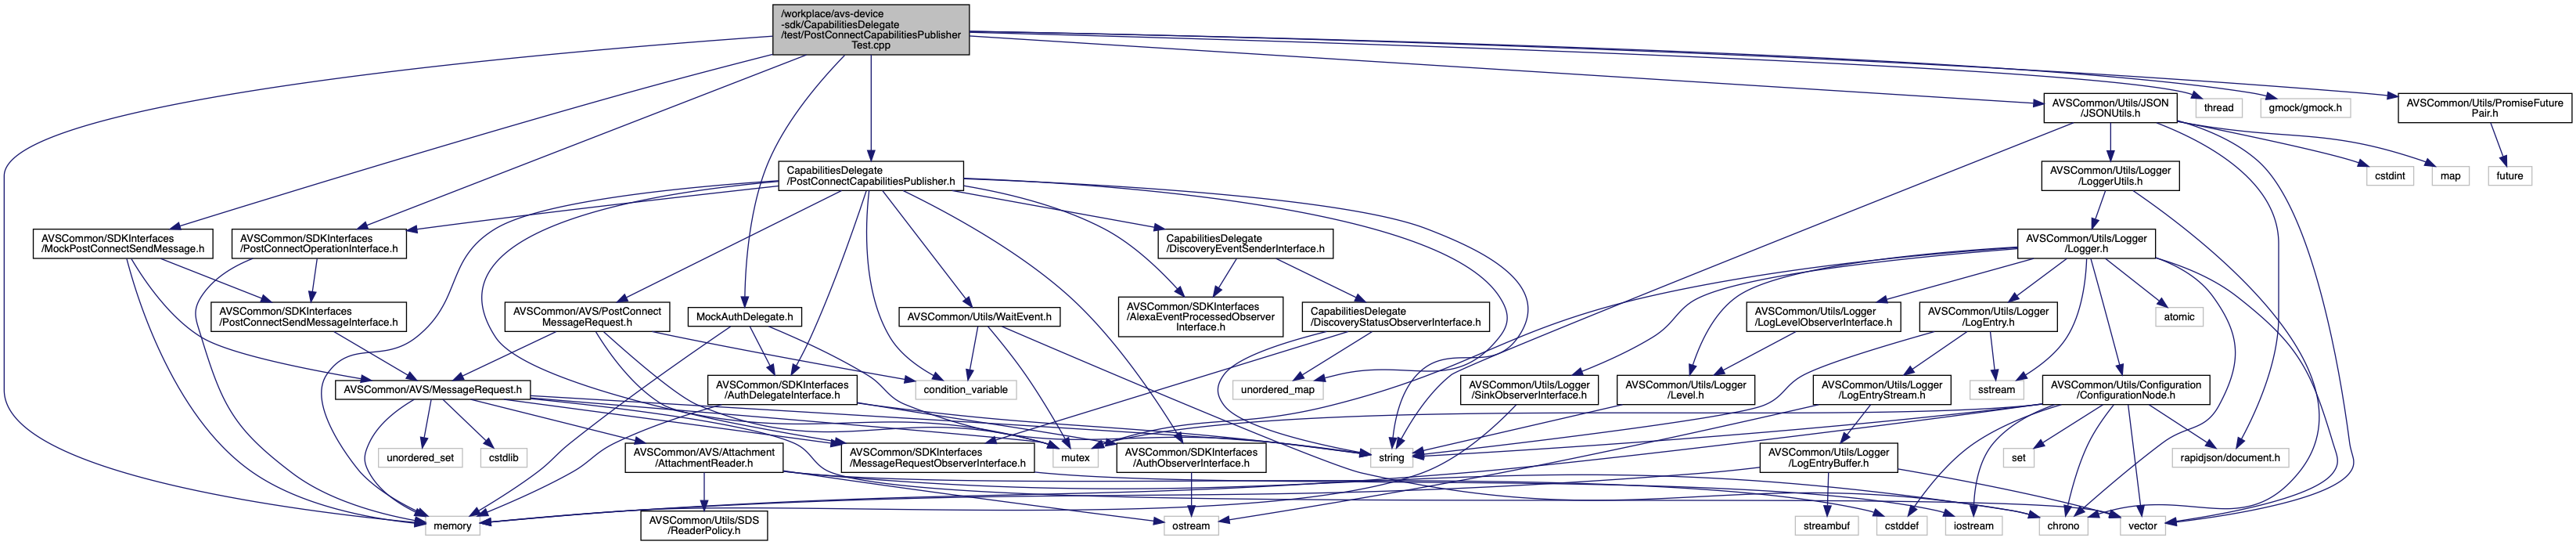 /workplace/avs-device
-sdk/CapabilitiesDelegate
/test/PostConnectCapabilitiesPublisher
Test.cpp
AVSCommon/Utils/JSON
/JSONUtils.h
thread
gmock/gmock.h
AVSCommon/Utils/PromiseFuture
Pair.h
CapabilitiesDelegate
/PostConnectCapabilitiesPublisher.h
AVSCommon/Utils/Logger
/LoggerUtils.h
cstdint
map
future
AVSCommon/SDKInterfaces
/MockPostConnectSendMessage.h
AVSCommon/SDKInterfaces
/PostConnectOperationInterface.h
CapabilitiesDelegate
/DiscoveryEventSenderInterface.h
AVSCommon/Utils/Logger
/Logger.h
AVSCommon/SDKInterfaces
/PostConnectSendMessageInterface.h
AVSCommon/AVS/PostConnect
MessageRequest.h
MockAuthDelegate.h
AVSCommon/Utils/WaitEvent.h
AVSCommon/SDKInterfaces
/AlexaEventProcessedObserver
Interface.h
CapabilitiesDelegate
/DiscoveryStatusObserverInterface.h
AVSCommon/Utils/Logger
/LogLevelObserverInterface.h
AVSCommon/Utils/Logger
/LogEntry.h
atomic
AVSCommon/AVS/MessageRequest.h
AVSCommon/SDKInterfaces
/AuthDelegateInterface.h
condition_variable
unordered_map
AVSCommon/Utils/Logger
/SinkObserverInterface.h
AVSCommon/Utils/Logger
/Level.h
AVSCommon/Utils/Logger
/LogEntryStream.h
sstream
AVSCommon/Utils/Configuration
/ConfigurationNode.h
unordered_set
cstdlib
AVSCommon/AVS/Attachment
/AttachmentReader.h
AVSCommon/SDKInterfaces
/MessageRequestObserverInterface.h
mutex
AVSCommon/SDKInterfaces
/AuthObserverInterface.h
string
AVSCommon/Utils/Logger
/LogEntryBuffer.h
set
rapidjson/document.h
memory
AVSCommon/Utils/SDS
/ReaderPolicy.h
ostream
streambuf
cstddef
iostream
chrono
vector